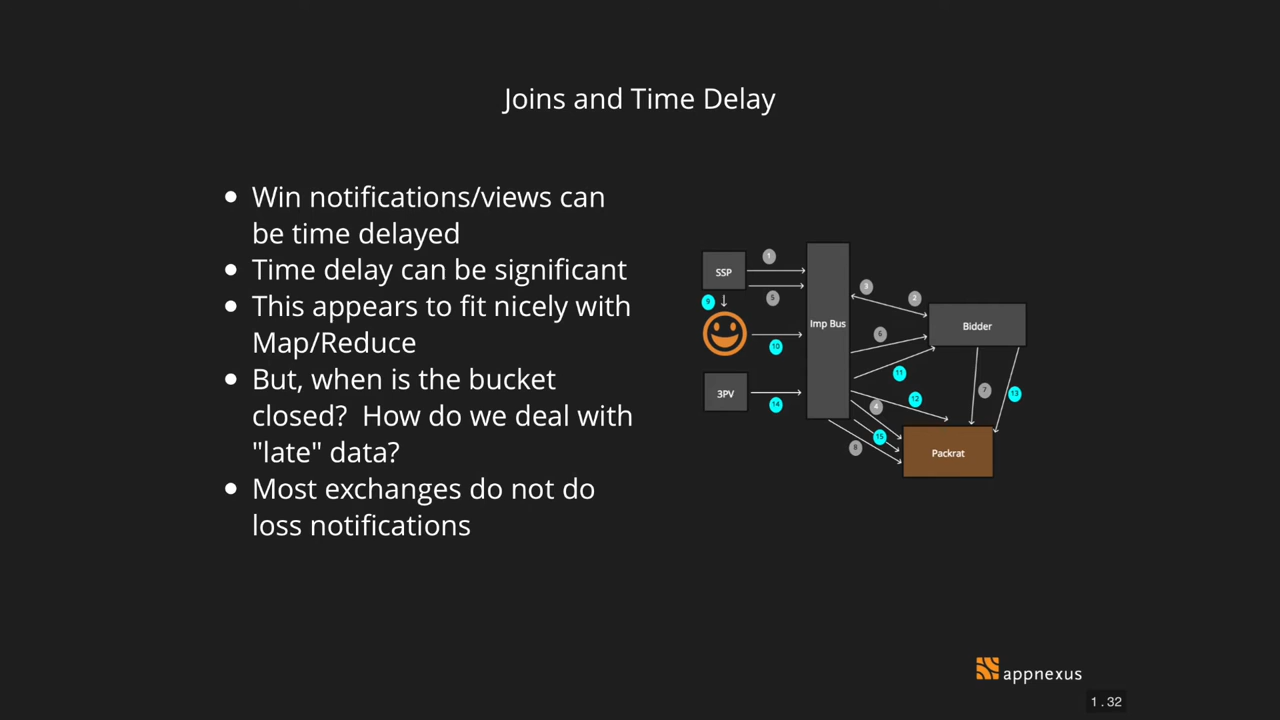 Joins and Time Delay
Win notifications/views can
be time delayed
Time delay can be significant
This appears to fit nicely with
Map/Reduce
But, when is the bucket
closed? How do we deal with
"late" data?
Most exchanges do not do
loss notifications
1
SSP
5
9
10
3PV
14
Imp Bus
3
2
Bidder
6
11
12
4
7
13
15
8
Packrat
appnexus
1 . 32